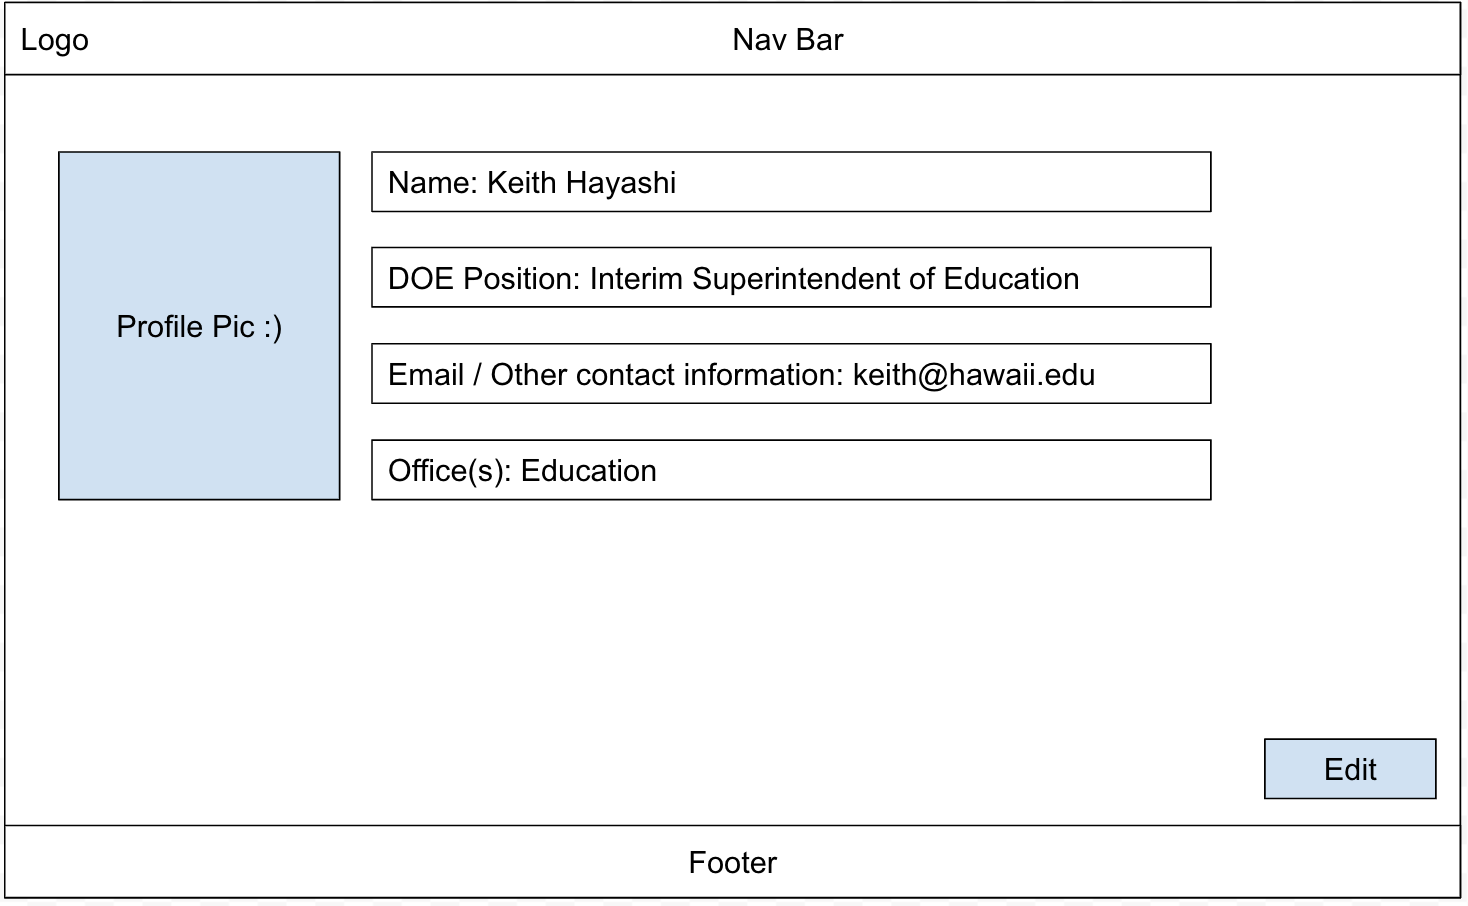 Logo
Nav Bar
Profile Pic :)
Name: Keith Hayashi
DOE Position: Interim Superintendent of Education
Email / Other contact information: keith@hawaii.edu
Office(s): Education
Edit
Footer